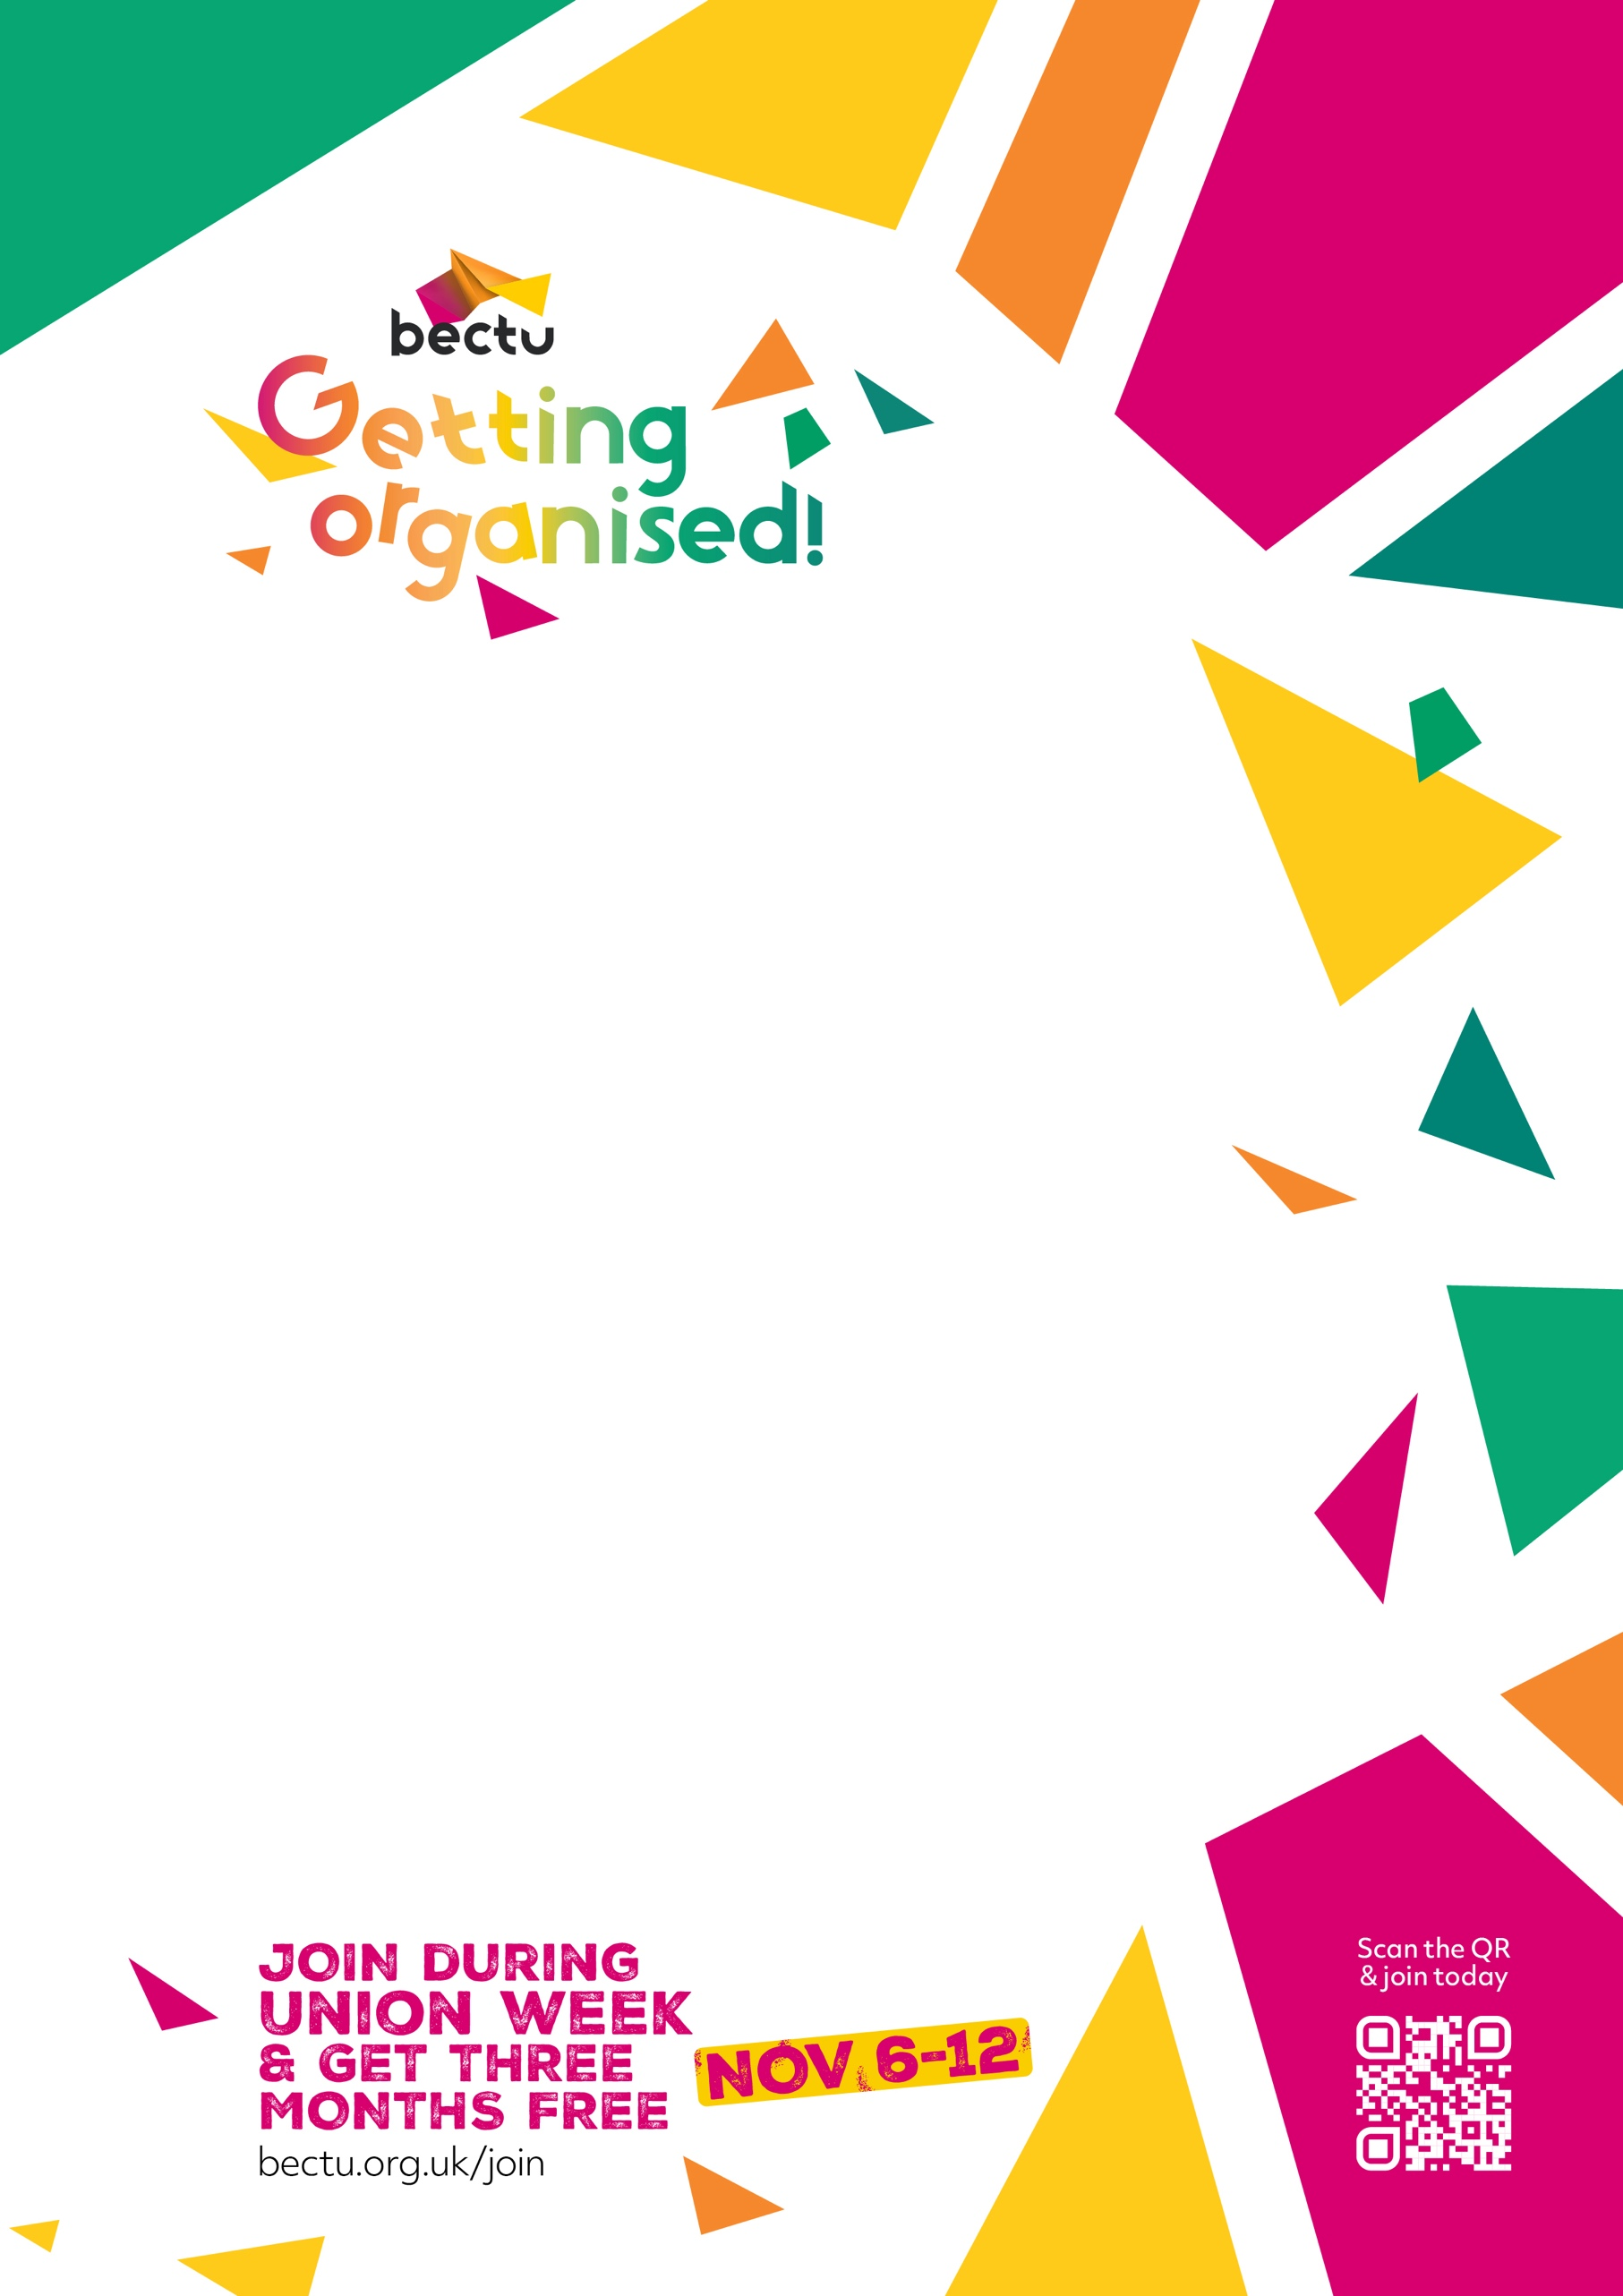 bectu
Getting
organised!
JOIN DURING
UNION WEEK
& GET THREE
MONTHS FREE
NOV 6-12
bectu.org.uk/join
Scan the QR
& join today